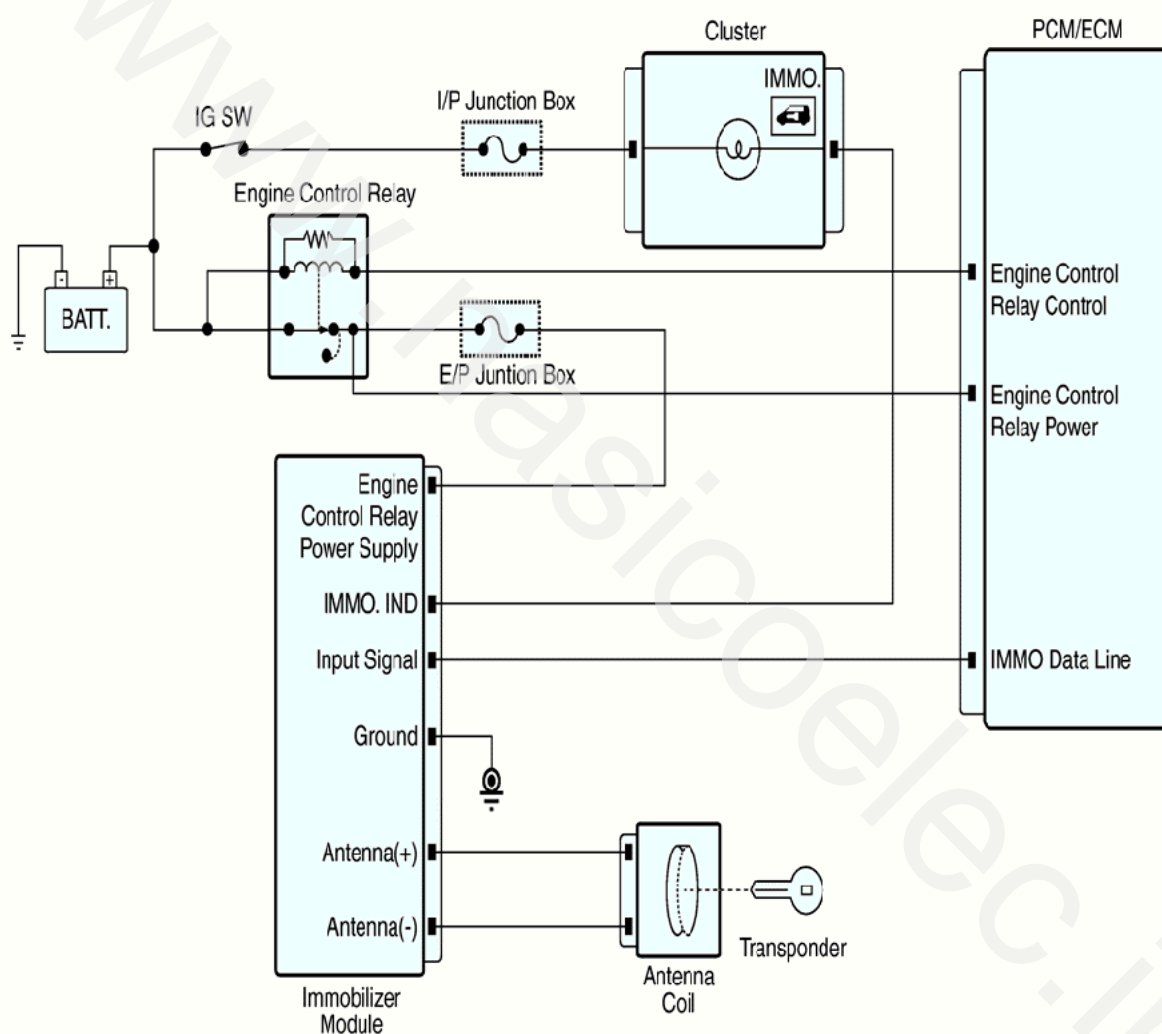 Cluster
PCM/ECM
IMMO.
I/P Junction Box
IG SW
Engine Control Relay
BATT.
-
+
Engine Control
Relay Control
E/P Juntion Box
Engine Control
Relay Power
Engine
Control Relay
Power Supply
IMMO. IND
Input Signal
IMMO Data Line
Ground
Antenna(+)
Antenna(-)
Transponder
Antenna
Coil
Immobilizer
Module
www.nasicoelec.i